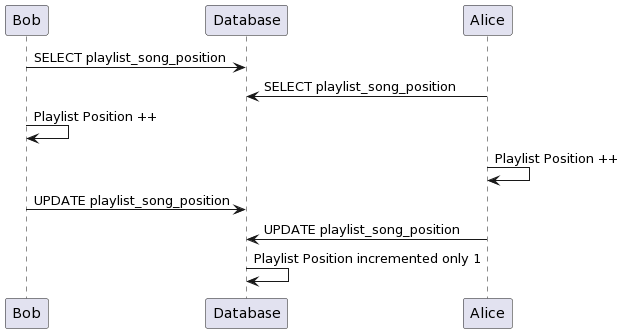 Bob
Database
Alice
SELECT playlist_song_position
SELECT playlist_song_position
Playlist Position ++
Playlist Position ++
UPDATE playlist_song_position
UPDATE playlist_song_position
Playlist Position incremented only 1
Bob
Database
Alice